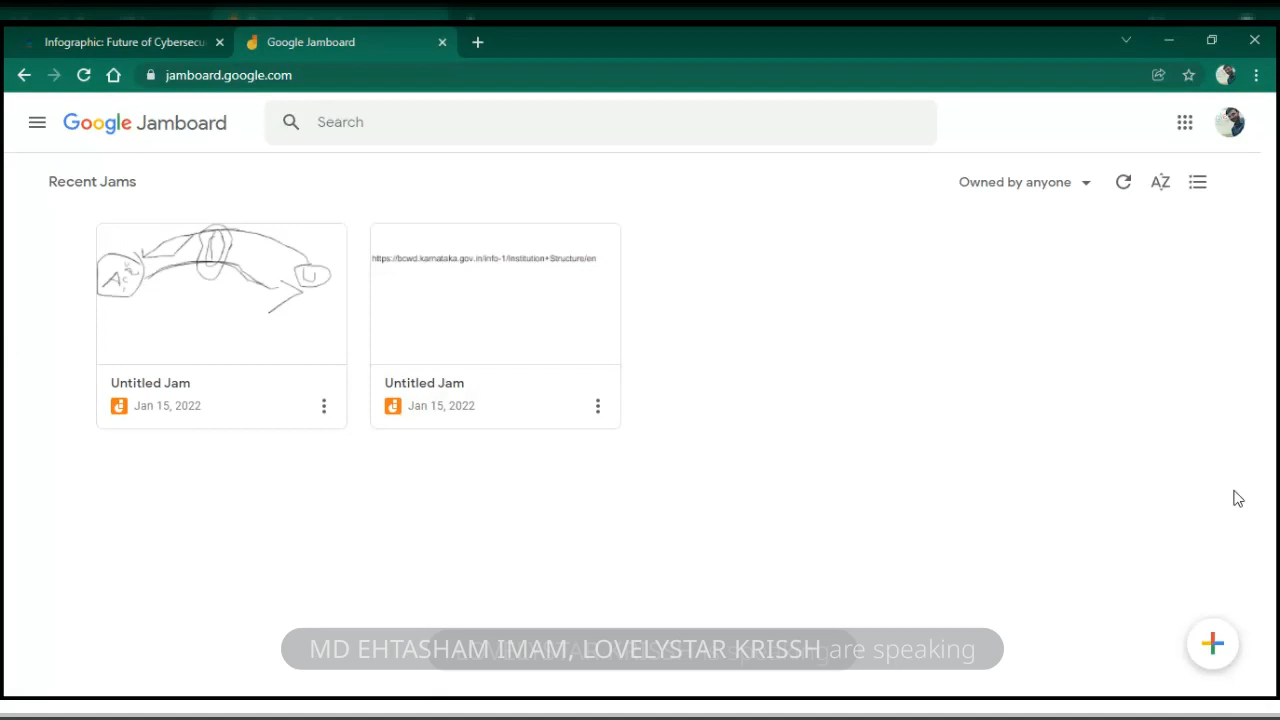 Infographic: Future of Cybersecu
Google Jamboard
jamboard.google.com
Google Jamboard
Search
Recent Jams
Owned by anyone
AZ
https://bcwd.karnataka.gov.in/info-1/Institution+Structure/en
Untitled Jam
Jan 15, 2022
Untitled Jam
Jan 15, 2022
MD EHTASHAM IMAM, LOVELYSTAR KRISSH are speaking